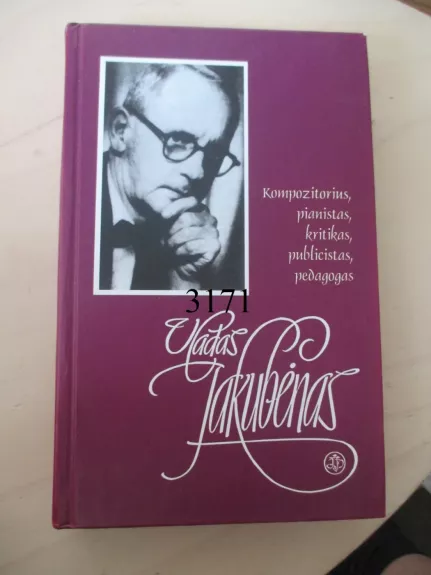 Kompozitorius,
pianistas,
kritikas,
publicistas,
pedagogas
3171
Vladas
Jakubėnas